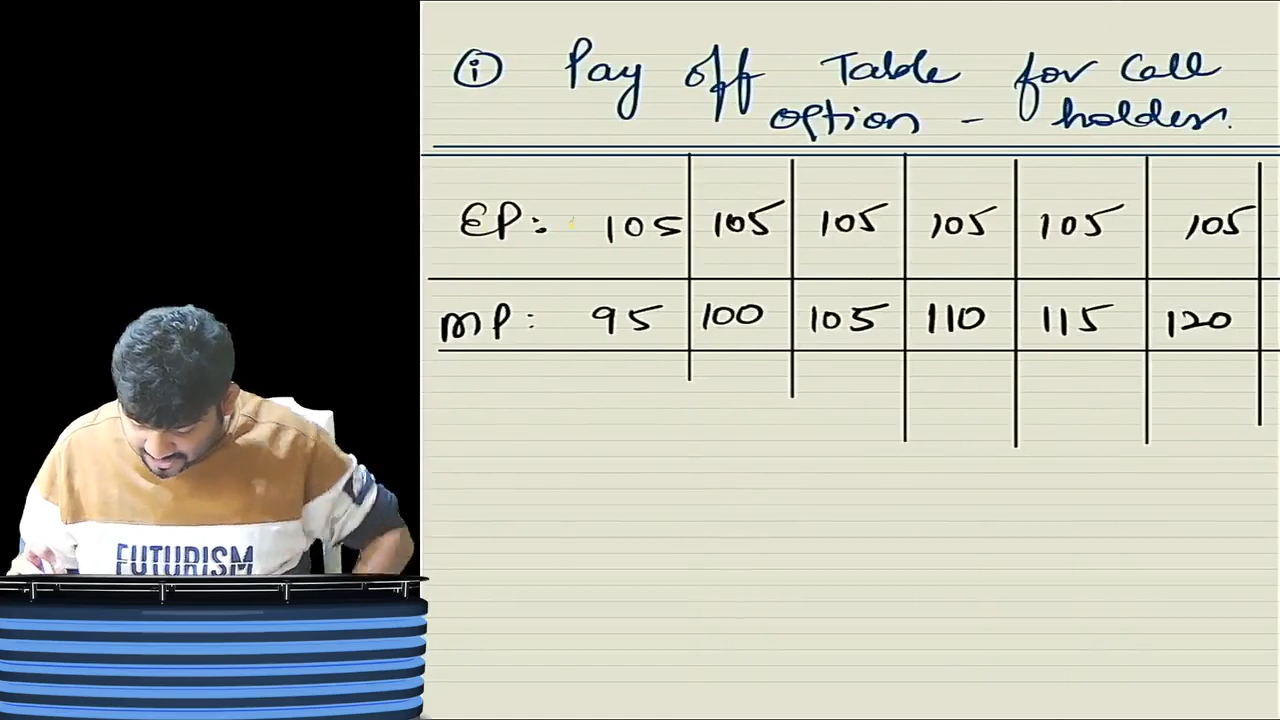 (i) Pay off Table for Call
option - holder.
EP: 105 105 105 105 105 105
MP: 95 100 105 110 115 120
FUTURISM